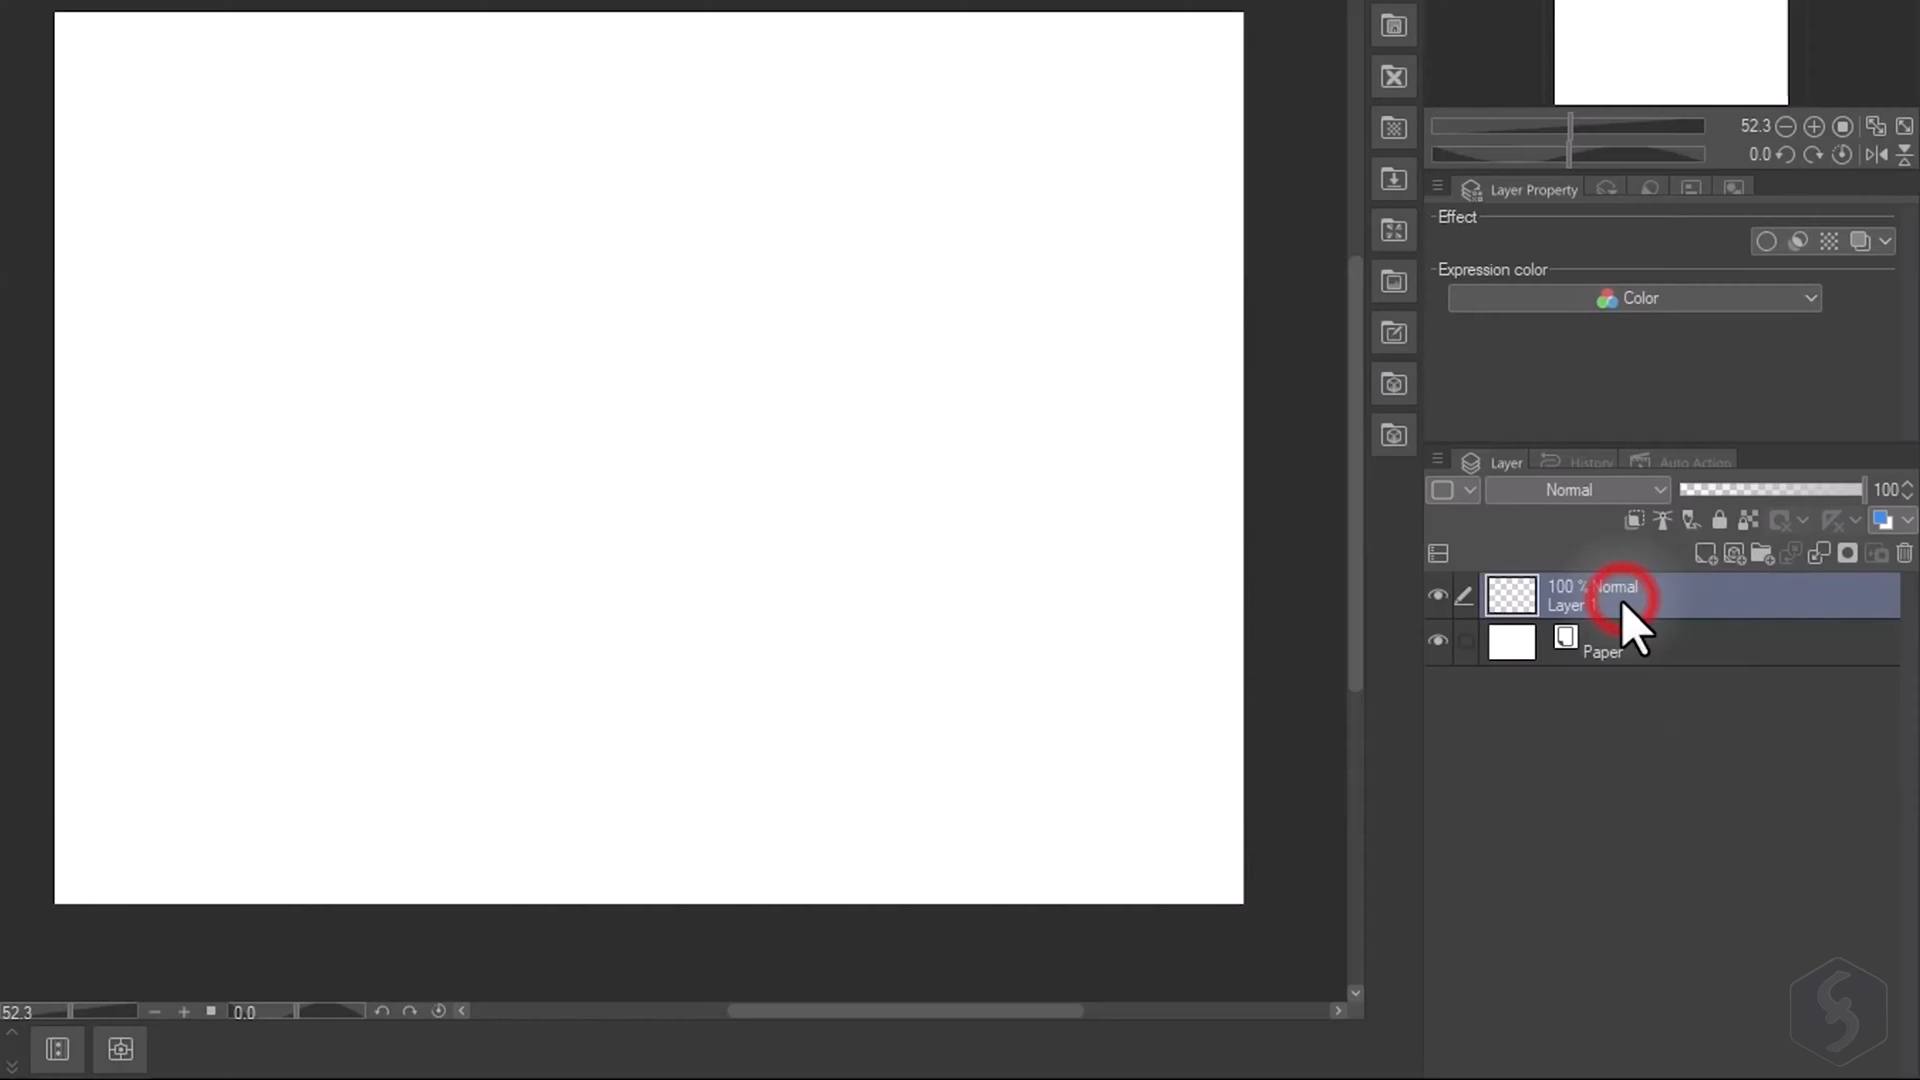 52.3
0.0
Layer Property
Effect
Expression color
Color
Layer
History
Auto Action
Normal
100
100 % Normal
Layer 1
Paper
52.3
0.0